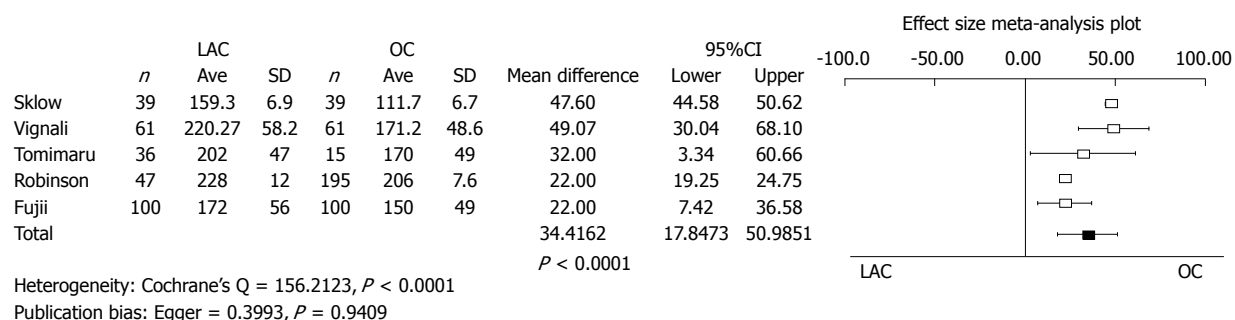 Effect size meta-analysis plot
LAC OC 95%CI -100.0 -50.00 0.00 50.00 100.00
n Ave SD n Ave SD Mean difference Lower Upper
Sklow 39 159.3 6.9 39 111.7 6.7 47.60 44.58 50.62
Vignali 61 220.27 58.2 61 171.2 48.6 49.07 30.04 68.10
Tomimaru 36 202 47 15 170 49 32.00 3.34 60.66
Robinson 47 228 12 195 206 7.6 22.00 19.25 24.75
Fujii 100 172 56 100 150 49 22.00 7.42 36.58
Total 34.4162 17.8473 50.9851
P < 0.0001
LAC OC
Heterogeneity: Cochrane's Q = 156.2123, P < 0.0001
Publication bias: Egger = 0.3993, P = 0.9409